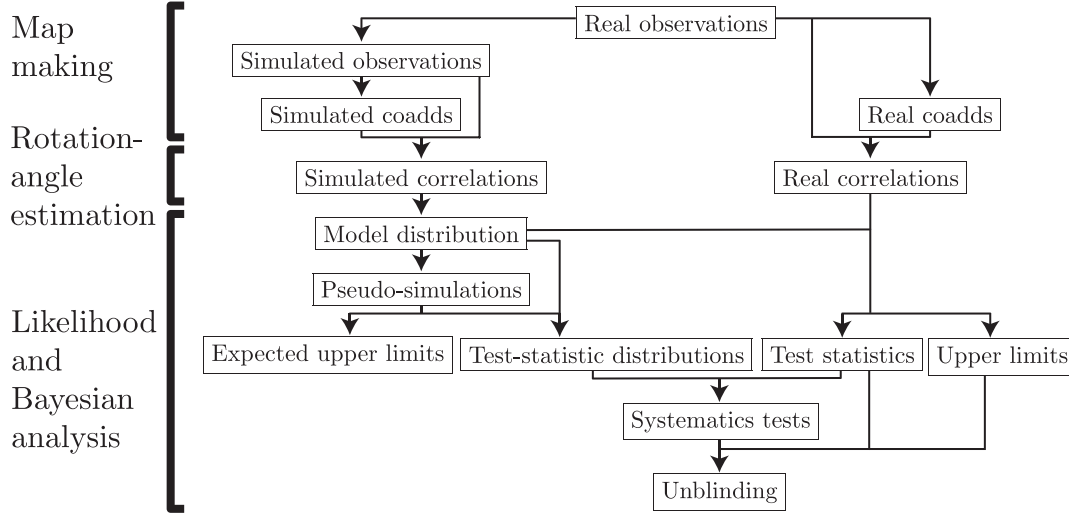 Map
making
Rotation-
angle
estimation
Likelihood
and
Bayesian
analysis
Real observations
Simulated observations
Simulated coadds
Real coadds
Simulated correlations
Real correlations
Model distribution
Pseudo-simulations
Expected upper limits
Test-statistic distributions
Test statistics
Upper limits
Systematics tests
Unblinding